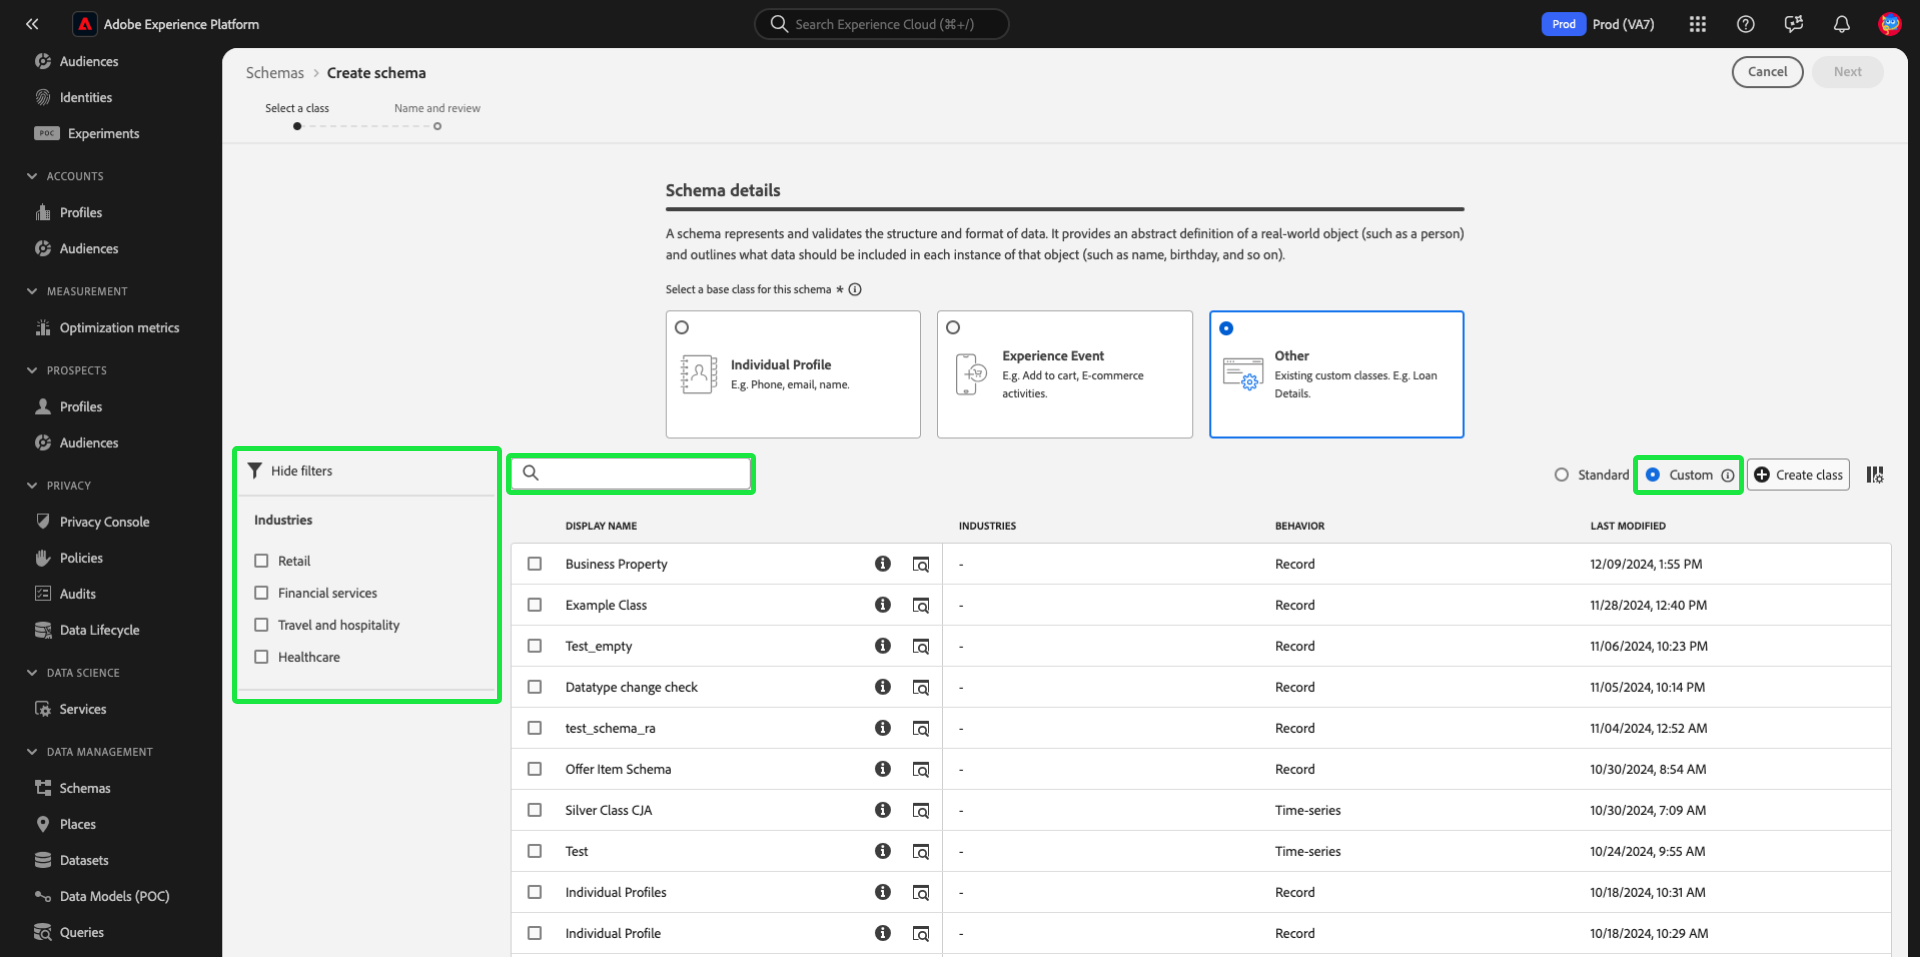 Adobe Experience Platform
Search Experience Cloud (⌘+/)
Prod
Prod (VA7)
Audiences
Identities
POC
Experiments
ACCOUNTS
Profiles
Audiences
MEASUREMENT
Optimization metrics
PROSPECTS
Profiles
Audiences
PRIVACY
Privacy Console
Policies
Audits
Data Lifecycle
DATA SCIENCE
Services
DATA MANAGEMENT
Schemas
Places
Datasets
Data Models (POC)
Queries
Schemas > Create schema
Cancel
Next
Select a class
Name and review
Schema details
A schema represents and validates the structure and format of data. It provides an abstract definition of a real-world object (such as a person)
and outlines what data should be included in each instance of that object (such as name, birthday, and so on).
Select a base class for this schema *
Individual Profile
E.g. Phone, email, name.
Experience Event
E.g. Add to cart, E-commerce
activities.
Other
Existing custom classes. E.g. Loan
Details.
Hide filters
Industries
Retail
Financial services
Travel and hospitality
Healthcare
Standard
Custom
Create class
DISPLAY NAME INDUSTRIES BEHAVIOR LAST MODIFIED
Business Property - Record 12/09/2024, 1:55 PM
Example Class - Record 11/28/2024, 12:40 PM
Test_empty - Record 11/06/2024, 10:23 PM
Datatype change check - Record 11/05/2024, 10:14 PM
test_schema_ra - Record 11/04/2024, 12:52 AM
Offer Item Schema - Record 10/30/2024, 8:54 AM
Silver Class CJA - Time-series 10/30/2024, 7:09 AM
Test - Time-series 10/24/2024, 9:55 AM
Individual Profiles - Record 10/18/2024, 10:31 AM
Individual Profile - Record 10/18/2024, 10:29 AM